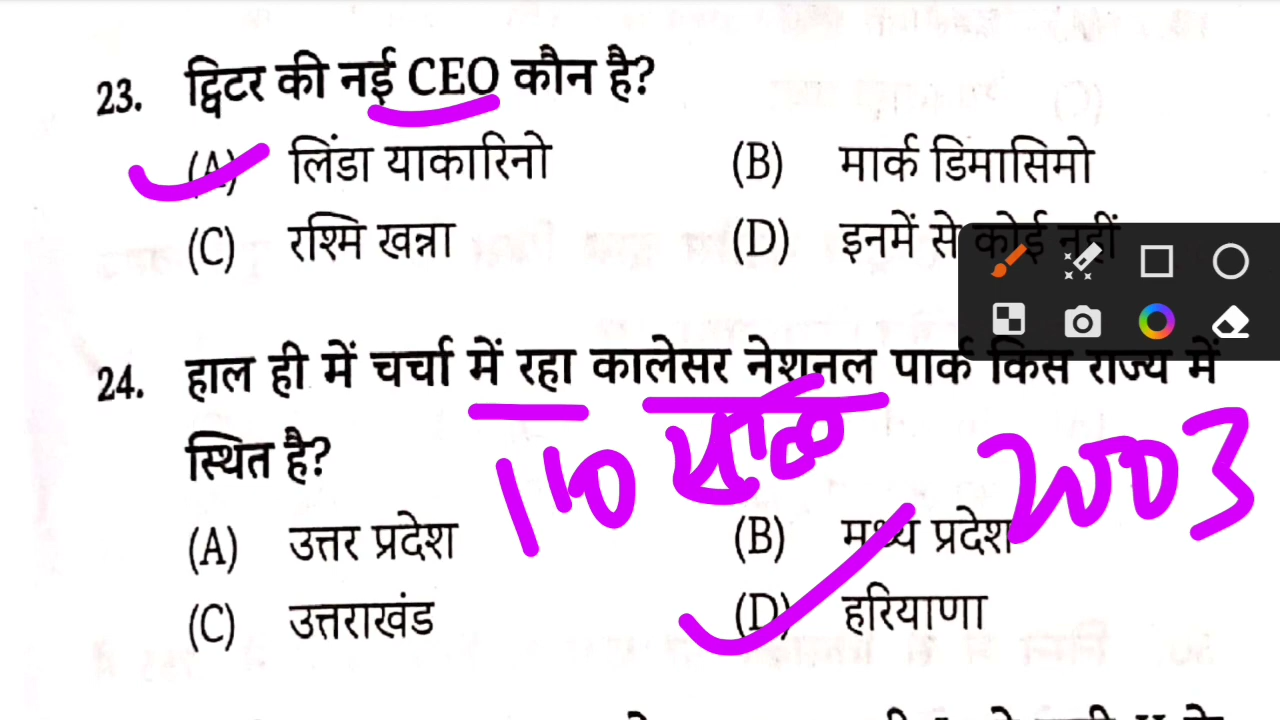 23. ट्विटर की नई CEO कौन है?
(A) लिंडा याकारिनो (B) मार्क डिमासिमो
(C) रश्मि खन्ना (D) इनमें से कोई नहीं
24. हाल ही में चर्चा में रहा कालेसर नेशनल पार्क किस राज्य में
स्थित है?
110 साल 2003
(A) उत्तर प्रदेश (B) मध्य प्रदेश
(C) उत्तराखंड (D) हरियाणा